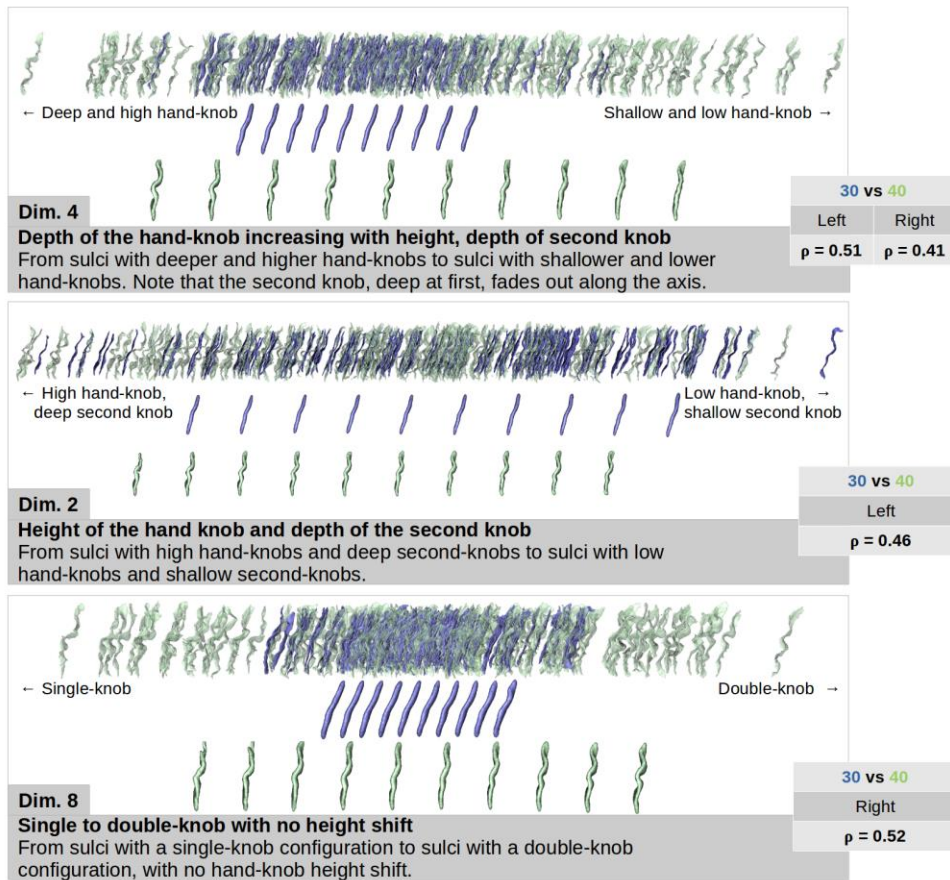 ← Deep and high hand-knob
Shallow and low hand-knob →
Dim. 4
Depth of the hand-knob increasing with height, depth of second knob
From sulci with deeper and higher hand-knobs to sulci with shallower and lower
hand-knobs. Note that the second knob, deep at first, fades out along the axis.
30 vs 40
Left Right
ρ = 0.51 ρ = 0.41
← High hand-knob,
deep second knob
Low hand-knob, →
shallow second knob
Dim. 2
Height of the hand knob and depth of the second knob
From sulci with high hand-knobs and deep second-knobs to sulci with low
hand-knobs and shallow second-knobs.
30 vs 40
Left
ρ = 0.46
← Single-knob
Double-knob →
Dim. 8
Single to double-knob with no height shift
From sulci with a single-knob configuration to sulci with a double-knob
configuration, with no hand-knob height shift.
30 vs 40
Right
ρ = 0.52